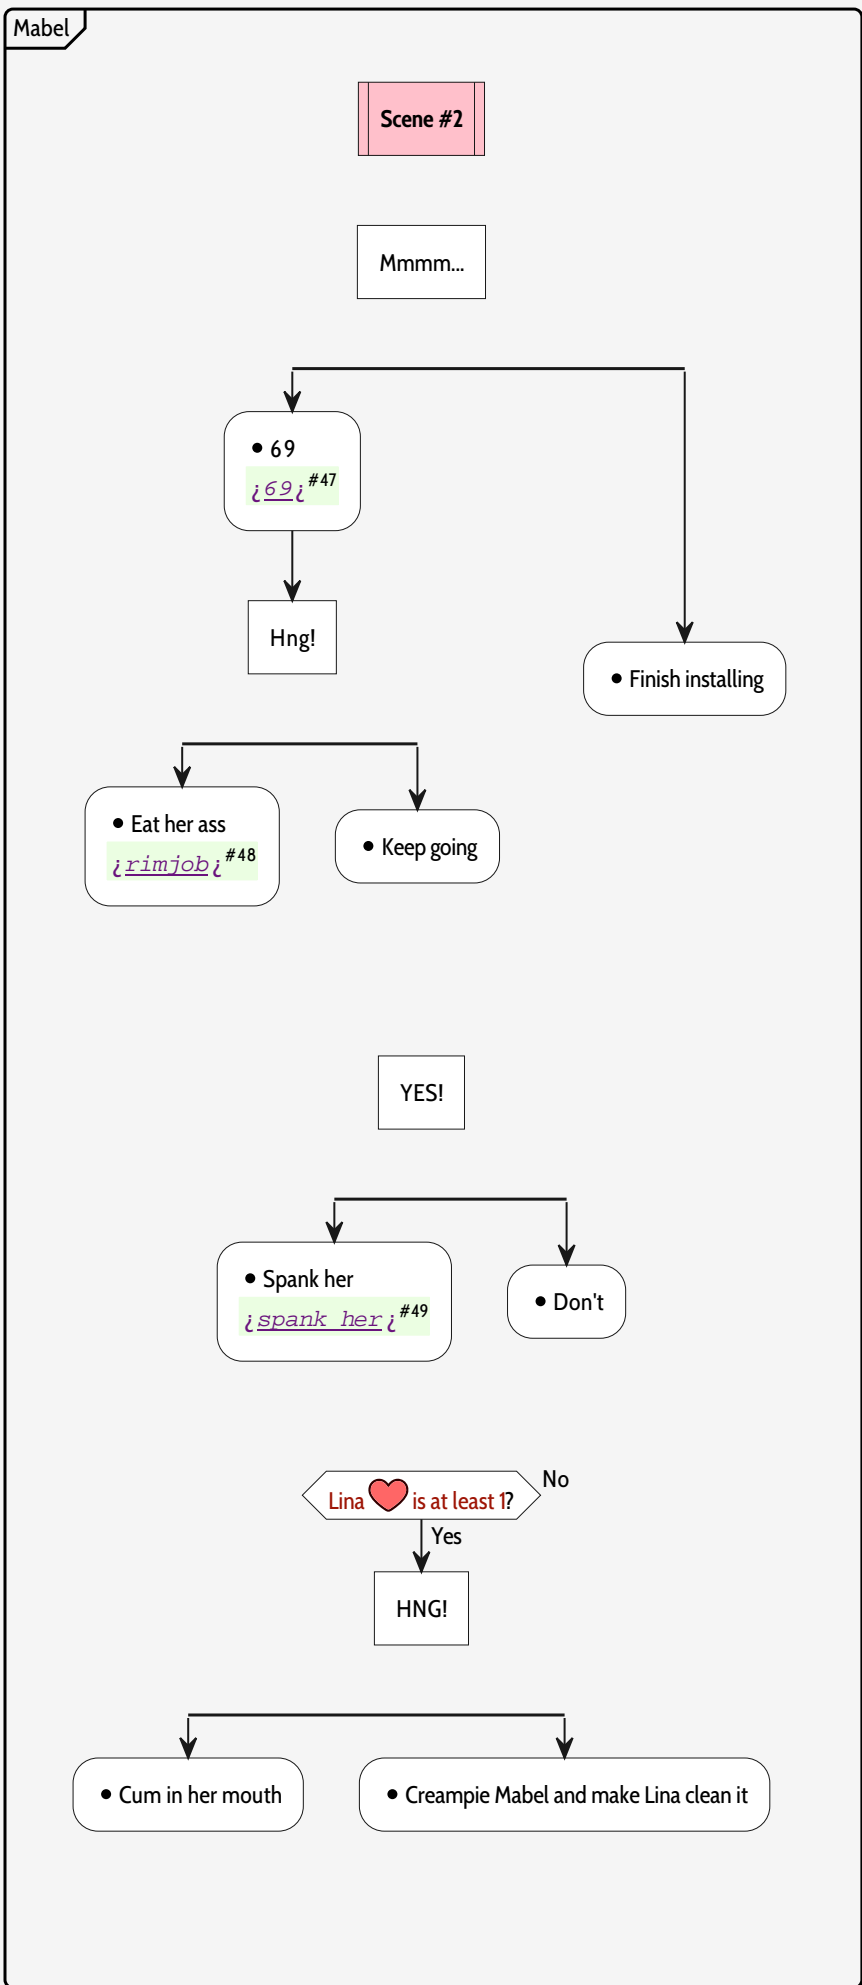 Mabel
Scene #2
Mmmm...
• 69
¿69¿#47
Hng!
• Finish installing
• Eat her ass
¿rimjob¿#48
• Keep going
YES!
• Spank her
¿spank her¿#49
• Don't
Lina is at least 1?
No
Yes
HNG!
• Cum in her mouth
• Creampie Mabel and make Lina clean it